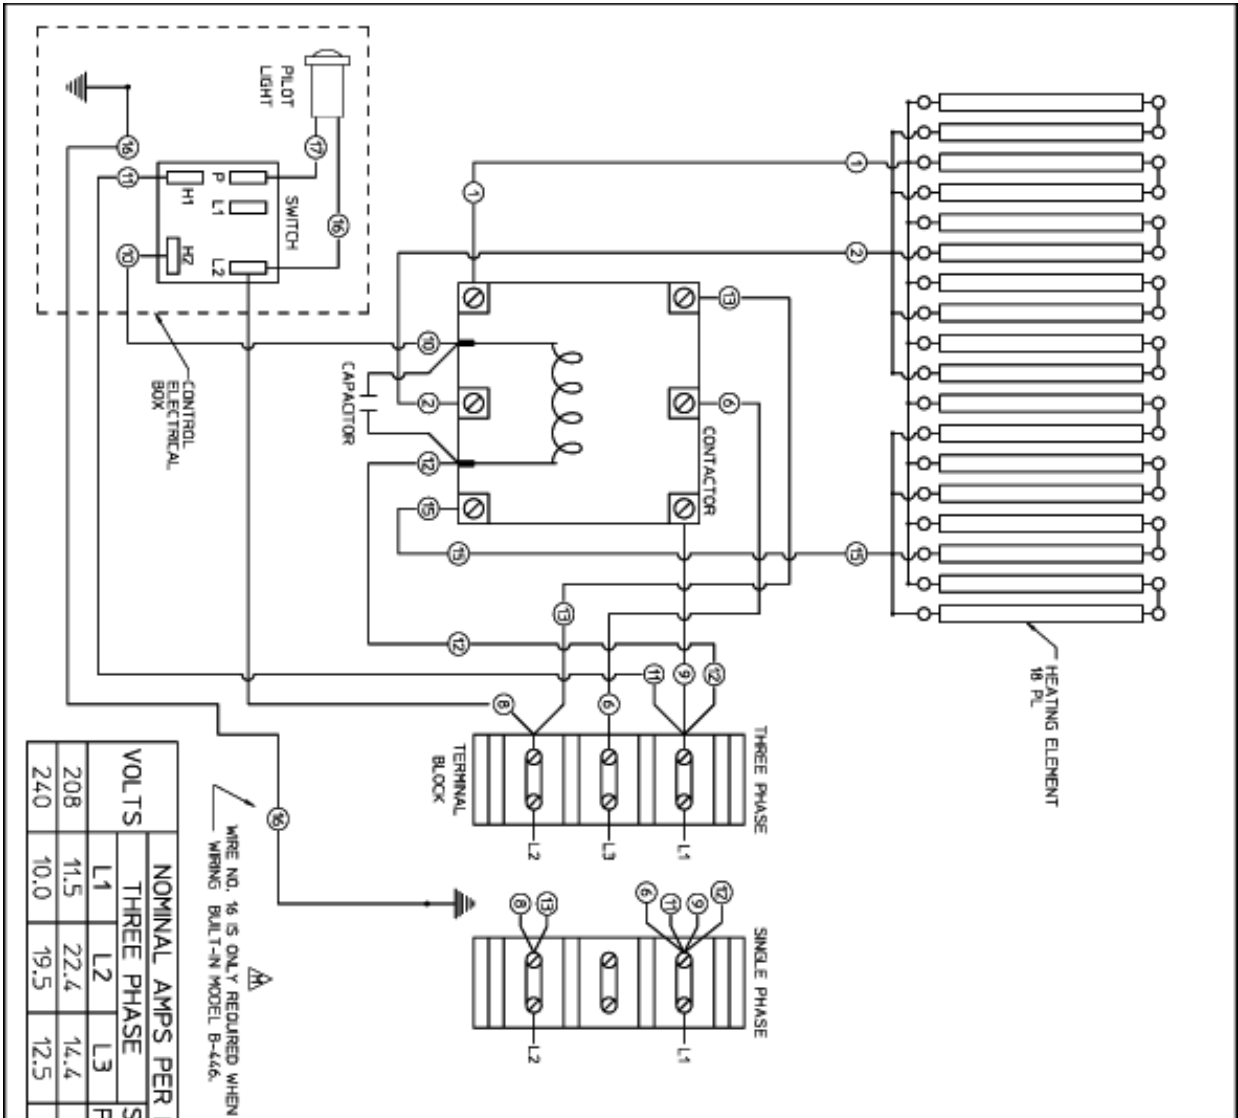 PILOT
LIGHT
17
16
16
11
H1
P
L1
SWITCH
10
H2
L2
CONTROL
ELECTRICAL
BOX
1
1
2
13
10
CAPACITOR
2
6
CONTACTOR
12
15
15
15
HEATING ELEMENT
18 PL
13
12
11
9
12
8
6
THREE PHASE
TERMINAL
BLOCK
L2
L3
L1
16
WIRE NO. 16 IS ONLY REQUIRED WHEN
WIRING BUILT-IN MODEL B-446.
M
6
11
9
12
8
13
SINGLE PHASE
L2
L1
NOMINAL AMPS PER
VOLTS
THREE PHASE
S
L1
L2
L3
P
208
11.5
22.4
14.4
240
10.0
19.5
12.5